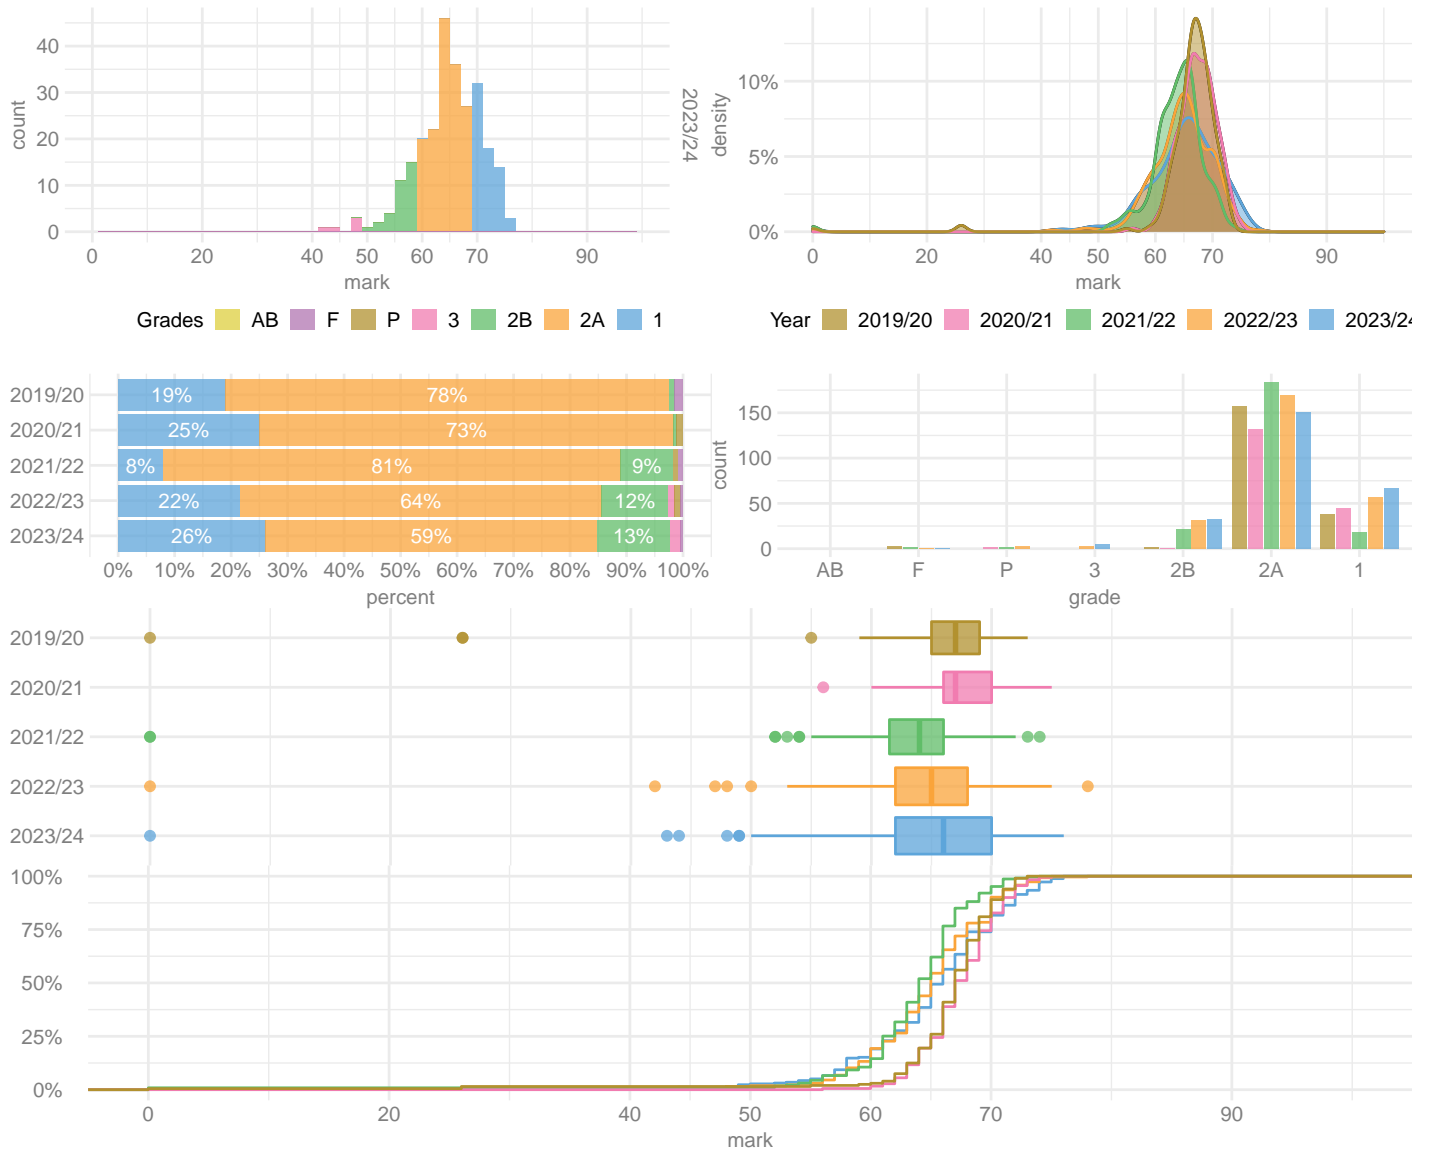 count
40
30
20
10
0
0 20 40 50 60 70 90
mark
2023/24
density
10%
5%
0%
0 20 40 50 60 70 90
mark
Grades AB F P 3 2B 2A 1
Year 2019/20 2020/21 2021/22 2022/23 2023/24
2019/20 19% 78%
2020/21 25% 73%
2021/22 8% 81% 9%
2022/23 22% 64% 12%
2023/24 26% 59% 13%
0% 10% 20% 30% 40% 50% 60% 70% 80% 90% 100%
percent
count
150
100
50
0
AB F P 3 2B 2A 1
grade
2019/20
2020/21
2021/22
2022/23
2023/24
100%
75%
50%
25%
0%
0 20 40 50 60 70 90
mark